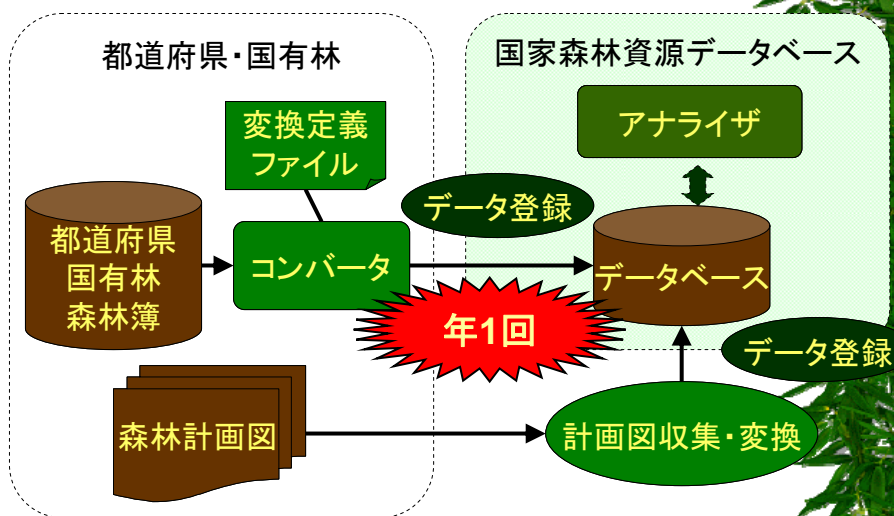 都道府県・国有林
国家森林資源データベース
変換定義
ファイル
アナライザ
データ登録
都道府県
国有林
森林簿
コンバータ
データベース
年1回
データ登録
森林計画図
計画図収集・変換